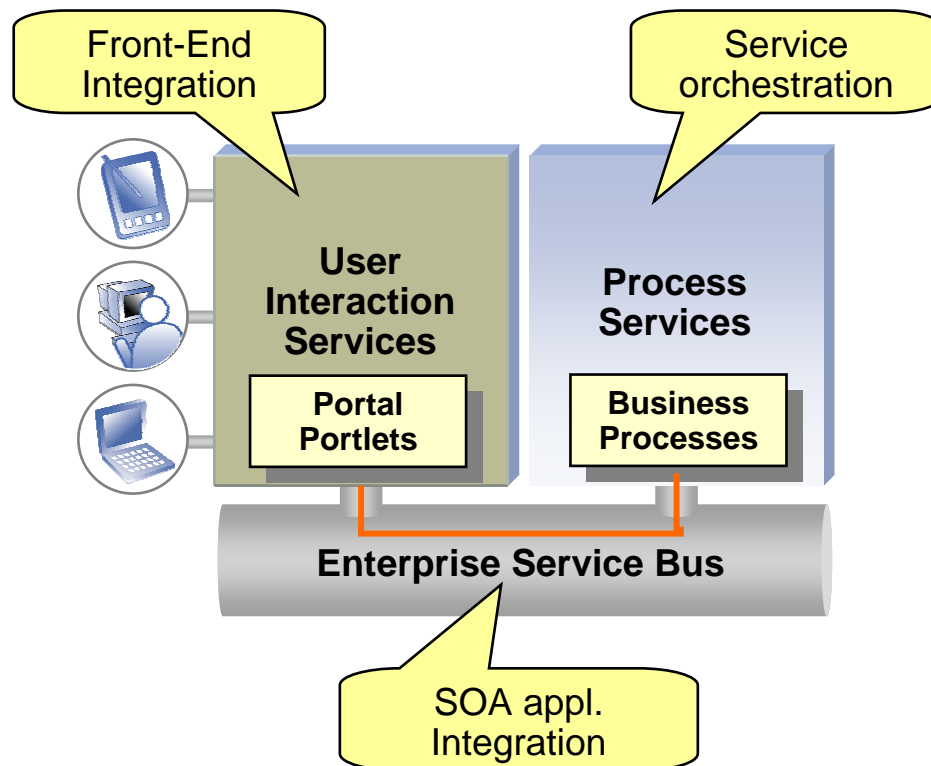 Front-End
Integration
Service
orchestration
User
Interaction
Services
Process
Services
Portal
Portlets
Business
Processes
Enterprise Service Bus
SOA appl.
Integration